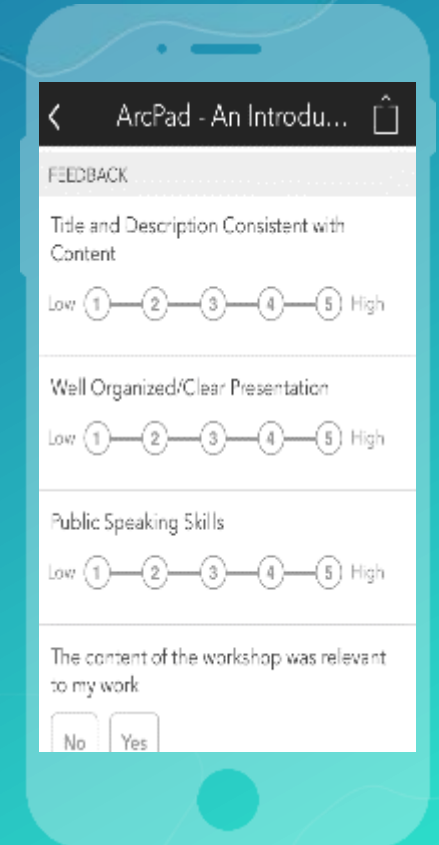 ArcPad - An Introdu...
FEEDBACK
Title and Description Consistent with
Content
Low 1 2 3 4 5 High
Well Organized/Clear Presentation
Low 1 2 3 4 5 High
Public Speaking Skills
Low 1 2 3 4 5 High
The content of the workshop was relevant
to my work
No Yes